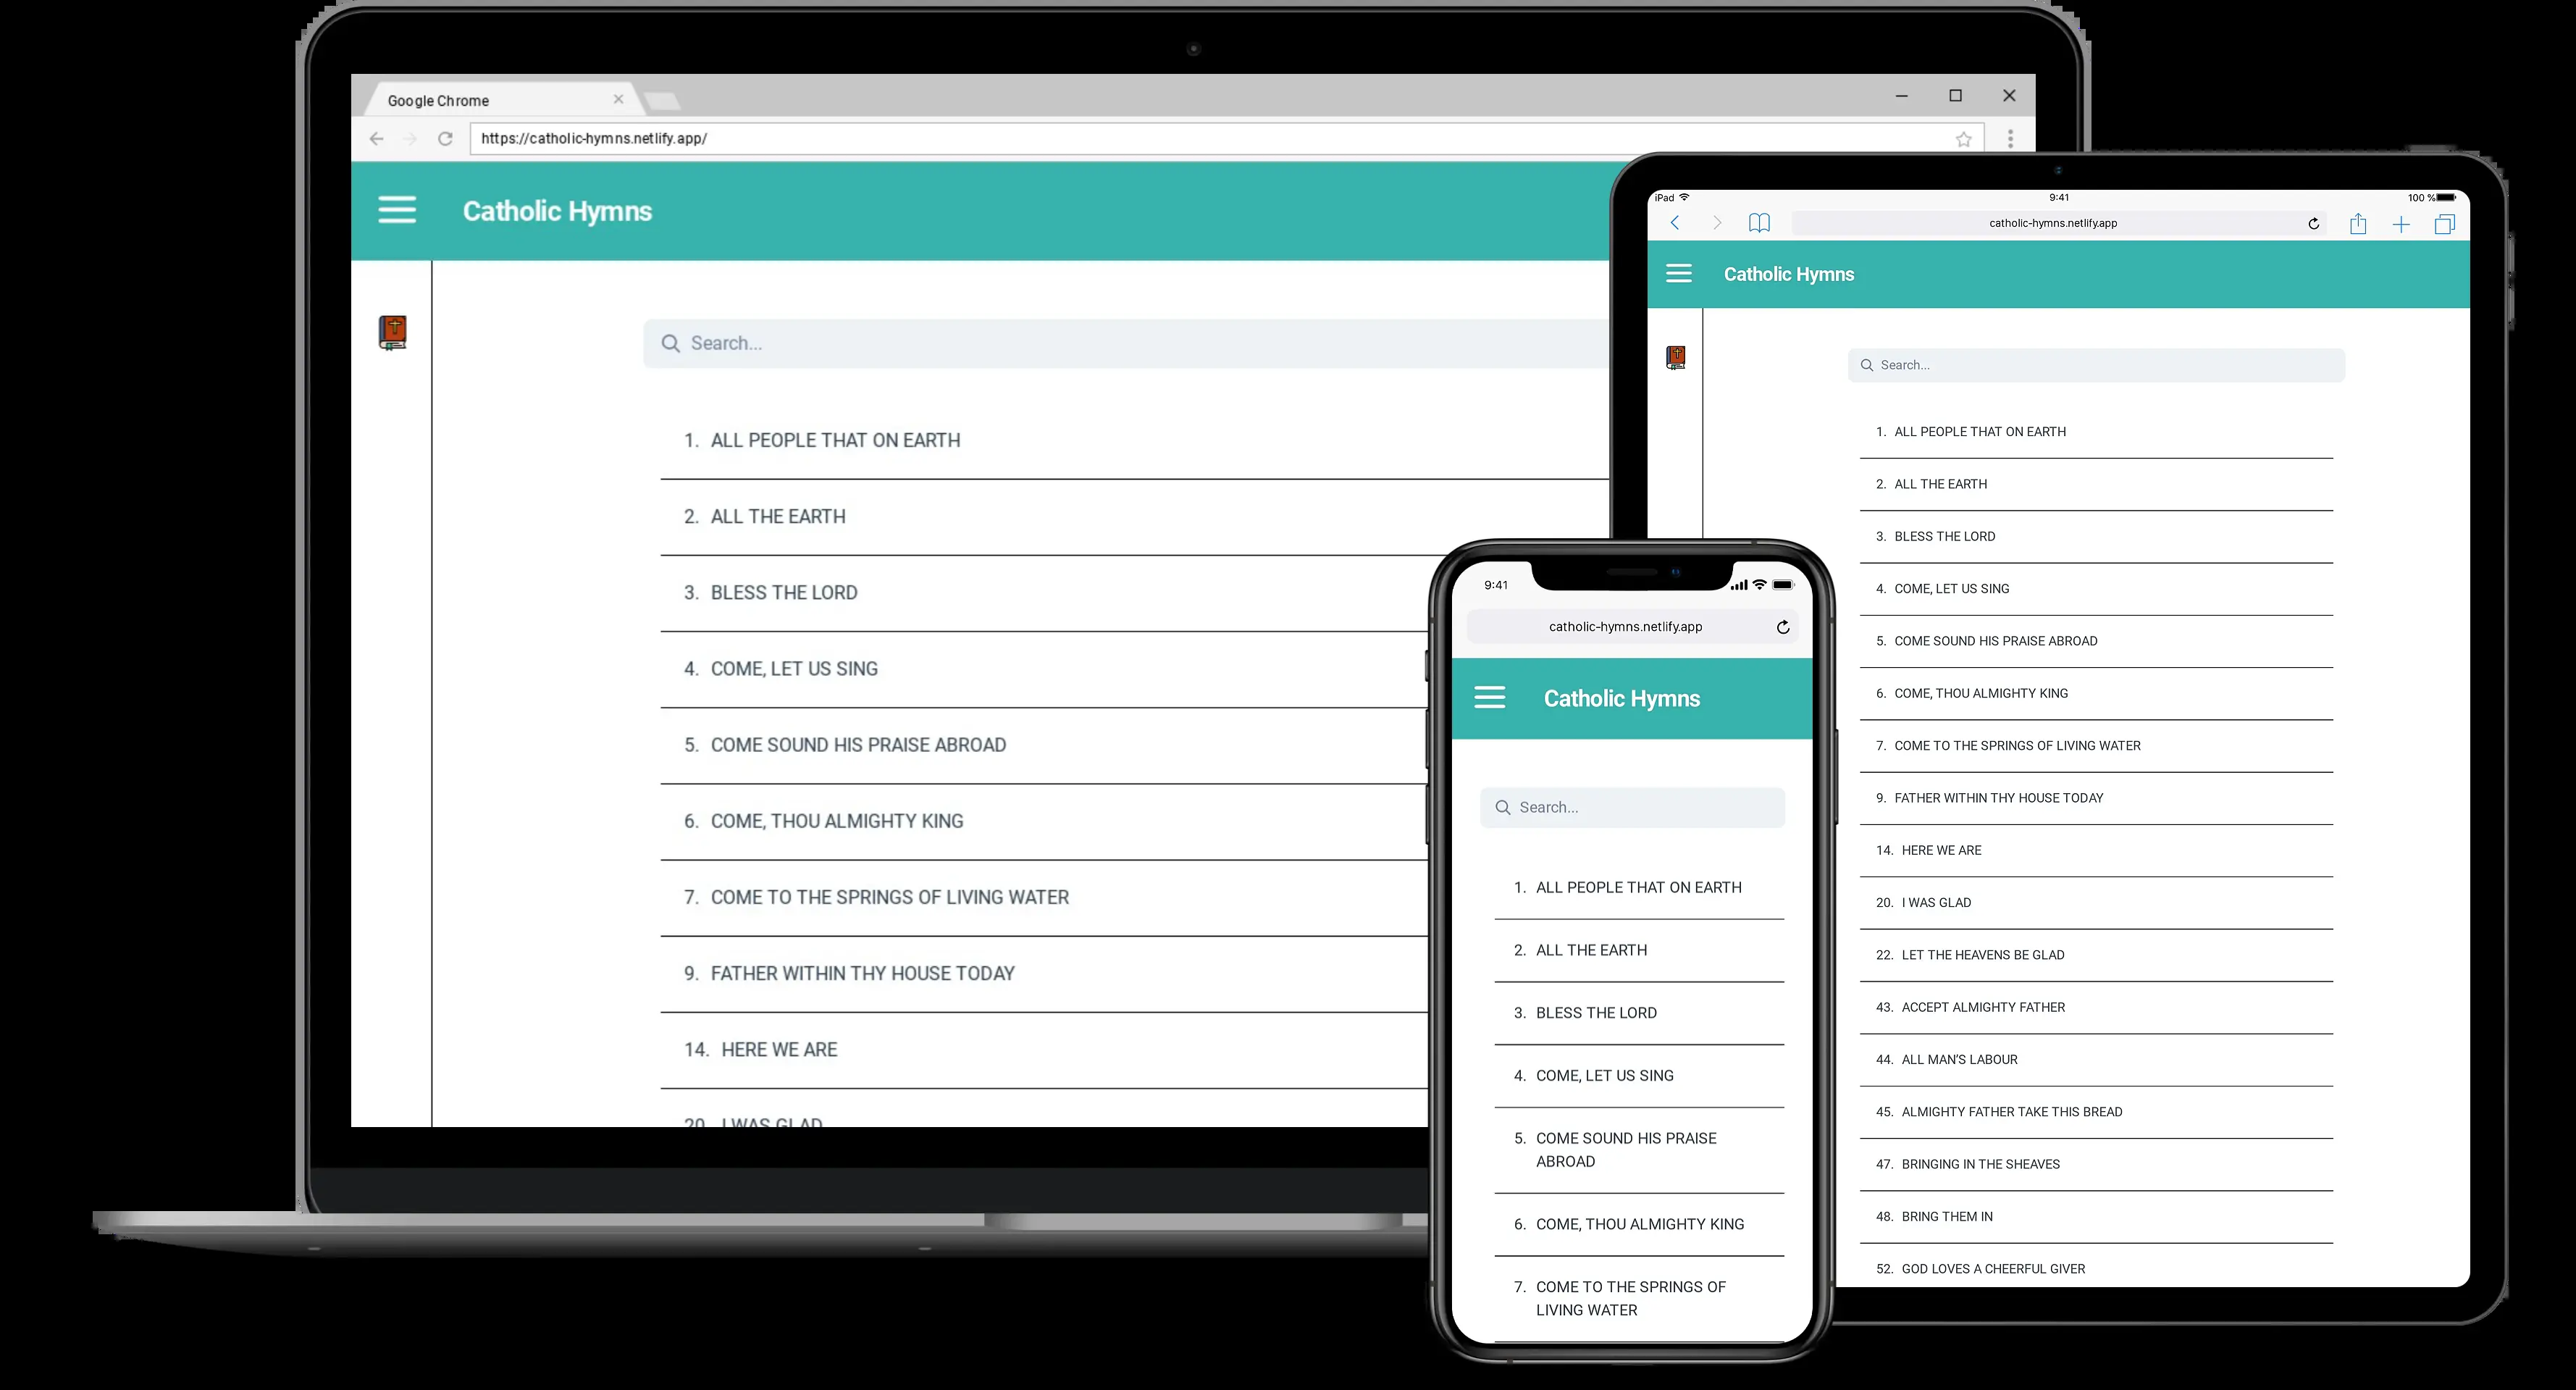 Google Chrome
https://catholic-hymns.netlify.app/
Catholic Hymns
Search...
1. ALL PEOPLE THAT ON EARTH
2. ALL THE EARTH
3. BLESS THE LORD
4. COME, LET US SING
5. COME SOUND HIS PRAISE ABROAD
6. COME, THOU ALMIGHTY KING
7. COME TO THE SPRINGS OF LIVING WATER
9. FATHER WITHIN THY HOUSE TODAY
14. HERE WE ARE
20. I WAS GLAD
iPad
9:41
100 %
catholic-hymns.netlify.app
Catholic Hymns
Search...
1. ALL PEOPLE THAT ON EARTH
2. ALL THE EARTH
3. BLESS THE LORD
4. COME, LET US SING
5. COME SOUND HIS PRAISE ABROAD
6. COME, THOU ALMIGHTY KING
7. COME TO THE SPRINGS OF LIVING WATER
9. FATHER WITHIN THY HOUSE TODAY
14. HERE WE ARE
20. I WAS GLAD
22. LET THE HEAVENS BE GLAD
43. ACCEPT ALMIGHTY FATHER
44. ALL MAN'S LABOUR
45. ALMIGHTY FATHER TAKE THIS BREAD
47. BRINGING IN THE SHEAVES
48. BRING THEM IN
52. GOD LOVES A CHEERFUL GIVER
9:41
catholic-hymns.netlify.app
Catholic Hymns
Search...
1. ALL PEOPLE THAT ON EARTH
2. ALL THE EARTH
3. BLESS THE LORD
4. COME, LET US SING
5. COME SOUND HIS PRAISE
ABROAD
6. COME, THOU ALMIGHTY KING
7. COME TO THE SPRINGS OF
LIVING WATER